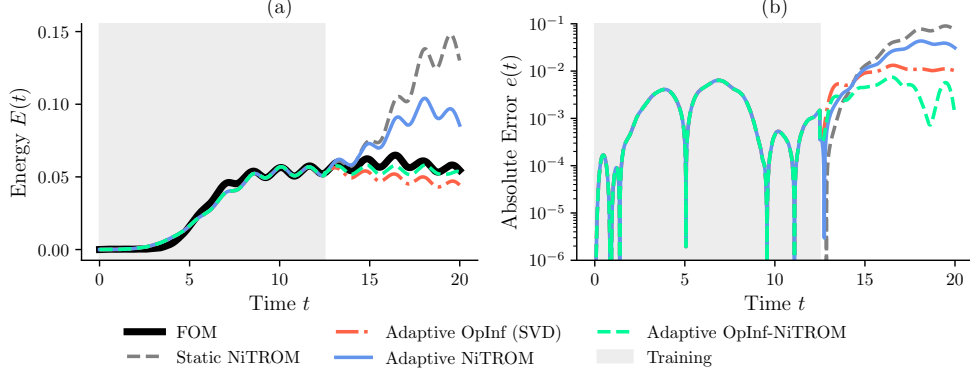 (a)
(b)
Energy E(t)
0.15
0.10
0.05
0.00
0
5
10
15
20
Time t
Absolute Error e(t)
10⁻¹
10⁻²
10⁻³
10⁻⁴
10⁻⁵
10⁻⁶
0
5
10
15
20
Time t
FOM
Static NiTROM
Adaptive OpInf (SVD)
Adaptive NiTROM
Adaptive OpInf-NiTROM
Training